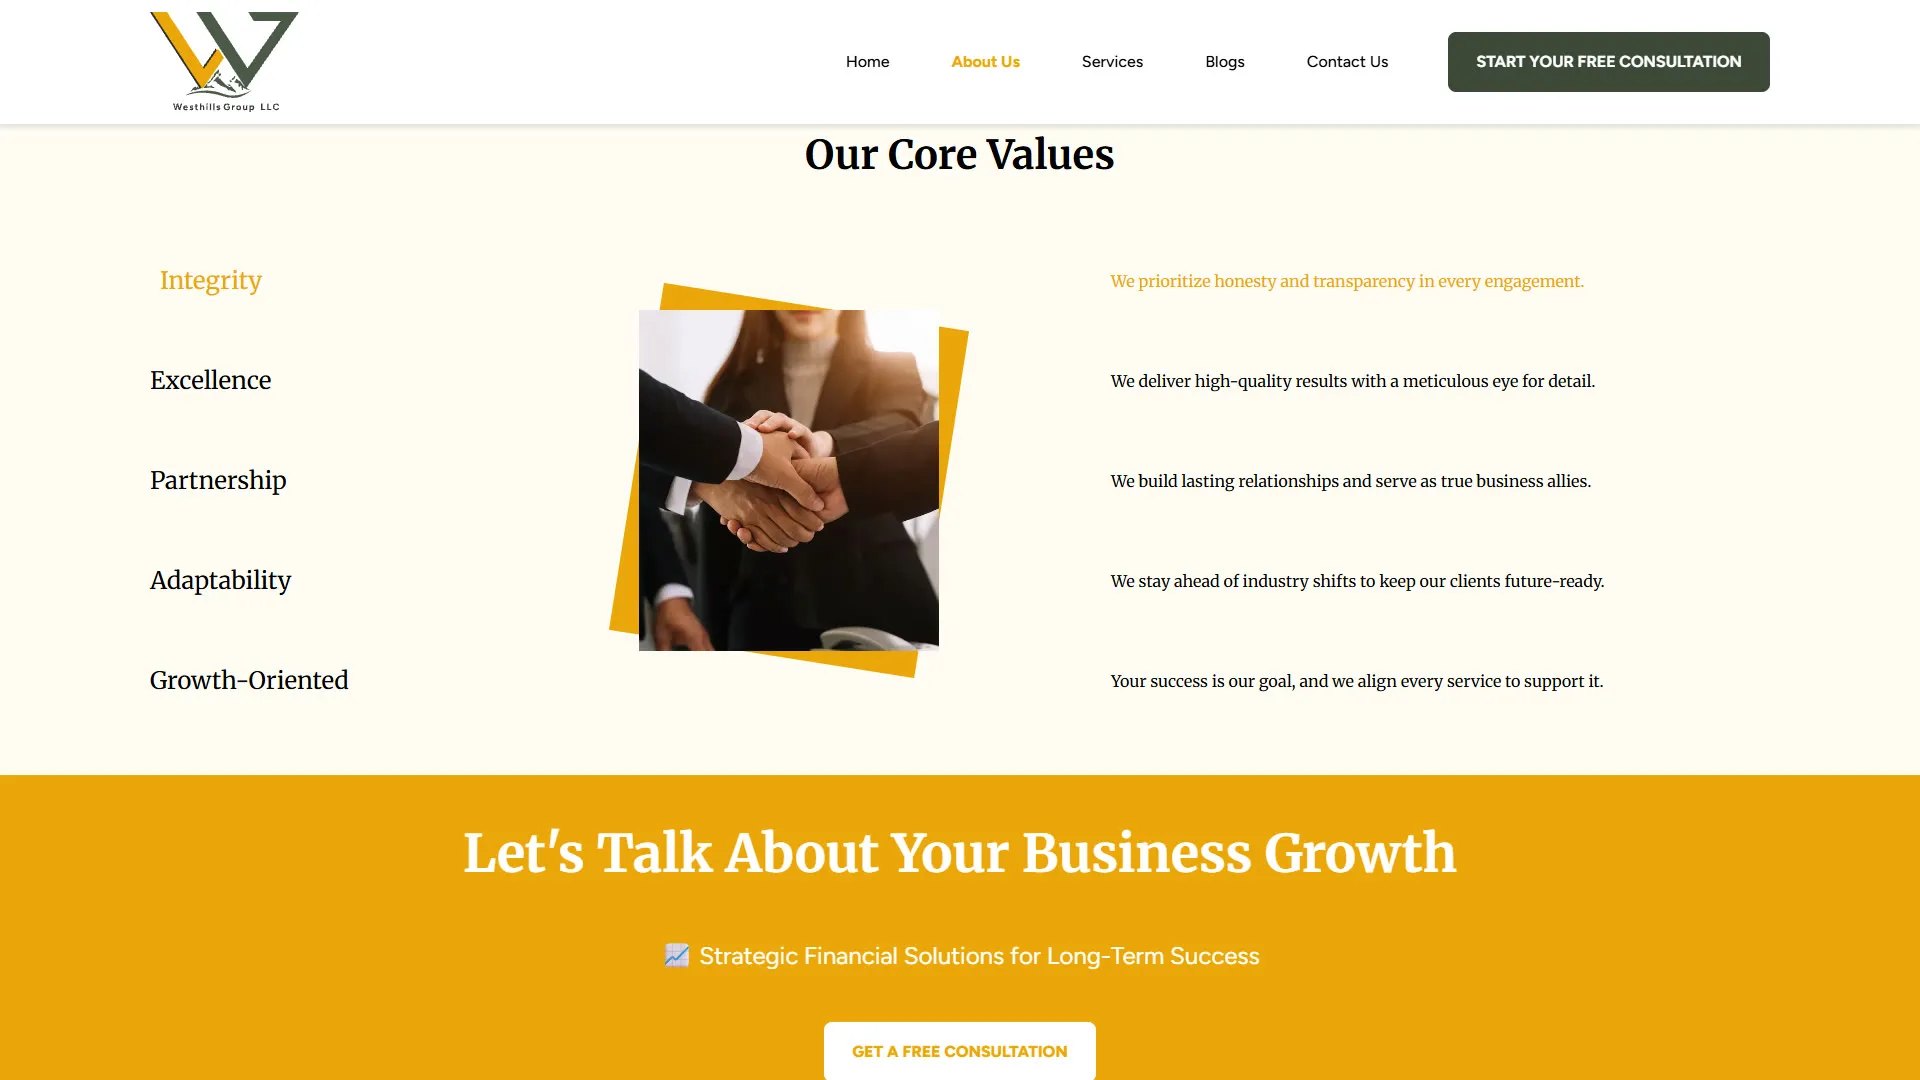 Westhills Group LLC
Home
About Us
Services
Blogs
Contact Us
START YOUR FREE CONSULTATION
Our Core Values
Integrity
We prioritize honesty and transparency in every engagement.
Excellence
We deliver high-quality results with a meticulous eye for detail.
Partnership
We build lasting relationships and serve as true business allies.
Adaptability
We stay ahead of industry shifts to keep our clients future-ready.
Growth-Oriented
Your success is our goal, and we align every service to support it.
Let's Talk About Your Business Growth
📈 Strategic Financial Solutions for Long-Term Success
GET A FREE CONSULTATION